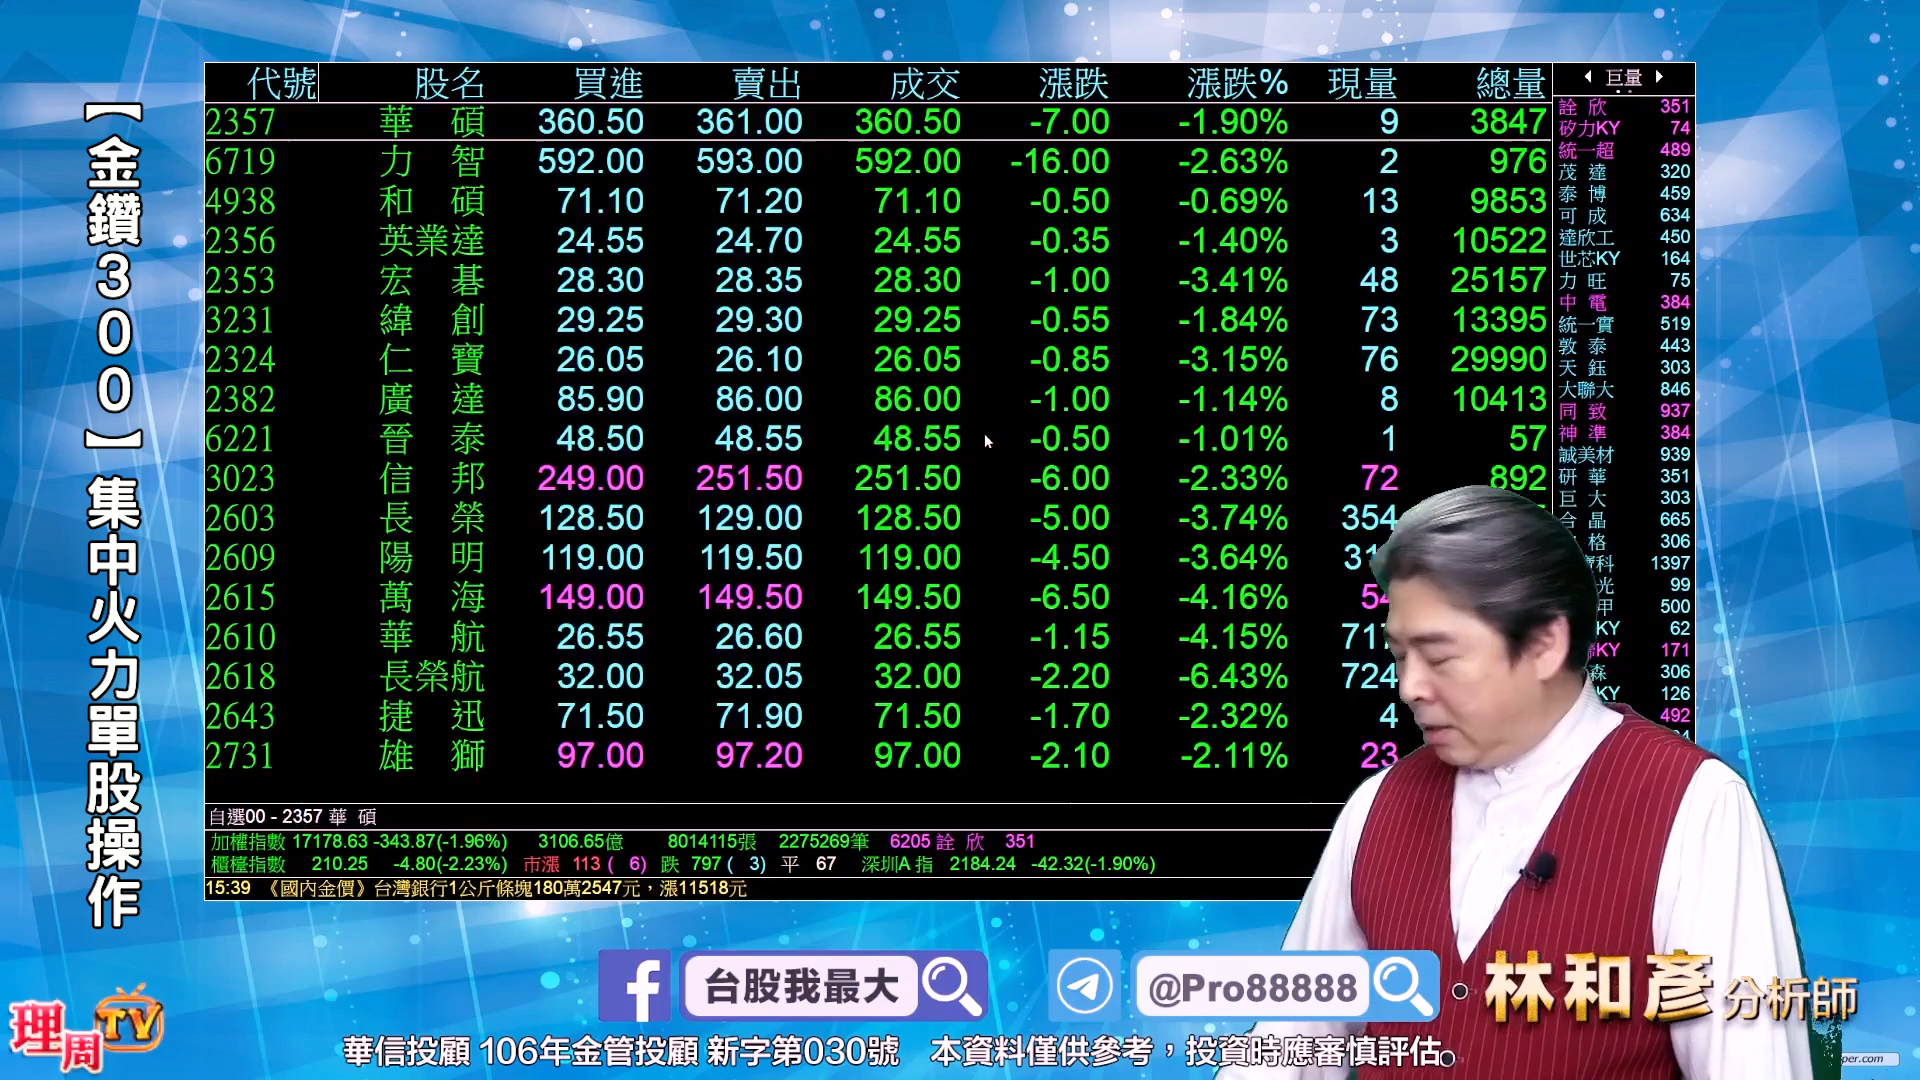 【金鑽300】集中火力單股操作
代號 股名 買進 賣出 成交 漲跌 漲跌% 現量 總量
2357 華碩 360.50 361.00 360.50 -7.00 -1.90% 9 3847
6719 力智 592.00 593.00 592.00 -16.00 -2.63% 2 976
4938 和碩 71.10 71.20 71.10 -0.50 -0.69% 13 9853
2356 英業達 24.55 24.70 24.55 -0.35 -1.40% 3 10522
2353 宏碁 28.30 28.35 28.30 -1.00 -3.41% 48 25157
3231 緯創 29.25 29.30 29.25 -0.55 -1.84% 73 13395
2324 仁寶 26.05 26.10 26.05 -0.85 -3.15% 76 29990
2382 廣達 85.90 86.00 86.00 -1.00 -1.14% 8 10413
6221 晉泰 48.50 48.55 48.55 -0.50 -1.01% 1 57
3023 信邦 249.00 251.50 251.50 -6.00 -2.33% 72 892
2603 長榮 128.50 129.00 128.50 -5.00 -3.74% 354
2609 陽明 119.00 119.50 119.00 -4.50 -3.64%
2615 萬海 149.00 149.50 149.50 -6.50 -4.16%
2610 華航 26.55 26.60 26.55 -1.15 -4.15% 717
2618 長榮航 32.00 32.05 32.00 -2.20 -6.43% 724
2643 捷迅 71.50 71.90 71.50 -1.70 -2.32% 4
2731 雄獅 97.00 97.20 97.00 -2.10 -2.11% 23
巨量
詮欣 351
矽力KY 74
統一超 489
茂達 320
泰博 459
可成 634
達欣工 450
世芯KY 164
力旺 75
中電 384
統一實 519
敦泰 443
天鈺 303
大聯大 846
同致 937
神準 384
誠美材 939
研華 351
巨大 303
合晶 665
格 306
科 1397
光 99
甲 500
KY 62
KY 171
森 306
KY 126
492
自選00 - 2357 華碩
加權指數 17178.63 -343.87(-1.96%) 3106.65億 8014115張 2275269筆 6205 詮欣 351
櫃檯指數 210.25 -4.80(-2.23%) 市漲 113 ( 6) 跌 797 ( 3) 平 67 深圳A指 2184.24 -42.32(-1.90%)
15:39 《國內金價》台灣銀行1公斤條塊180萬2547元，漲11518元
台股我最大
@Pro88888
林和彥分析師
理周TV
華信投顧 106年金管投顧 新字第030號 本資料僅供參考，投資時應審慎評估。
per.com